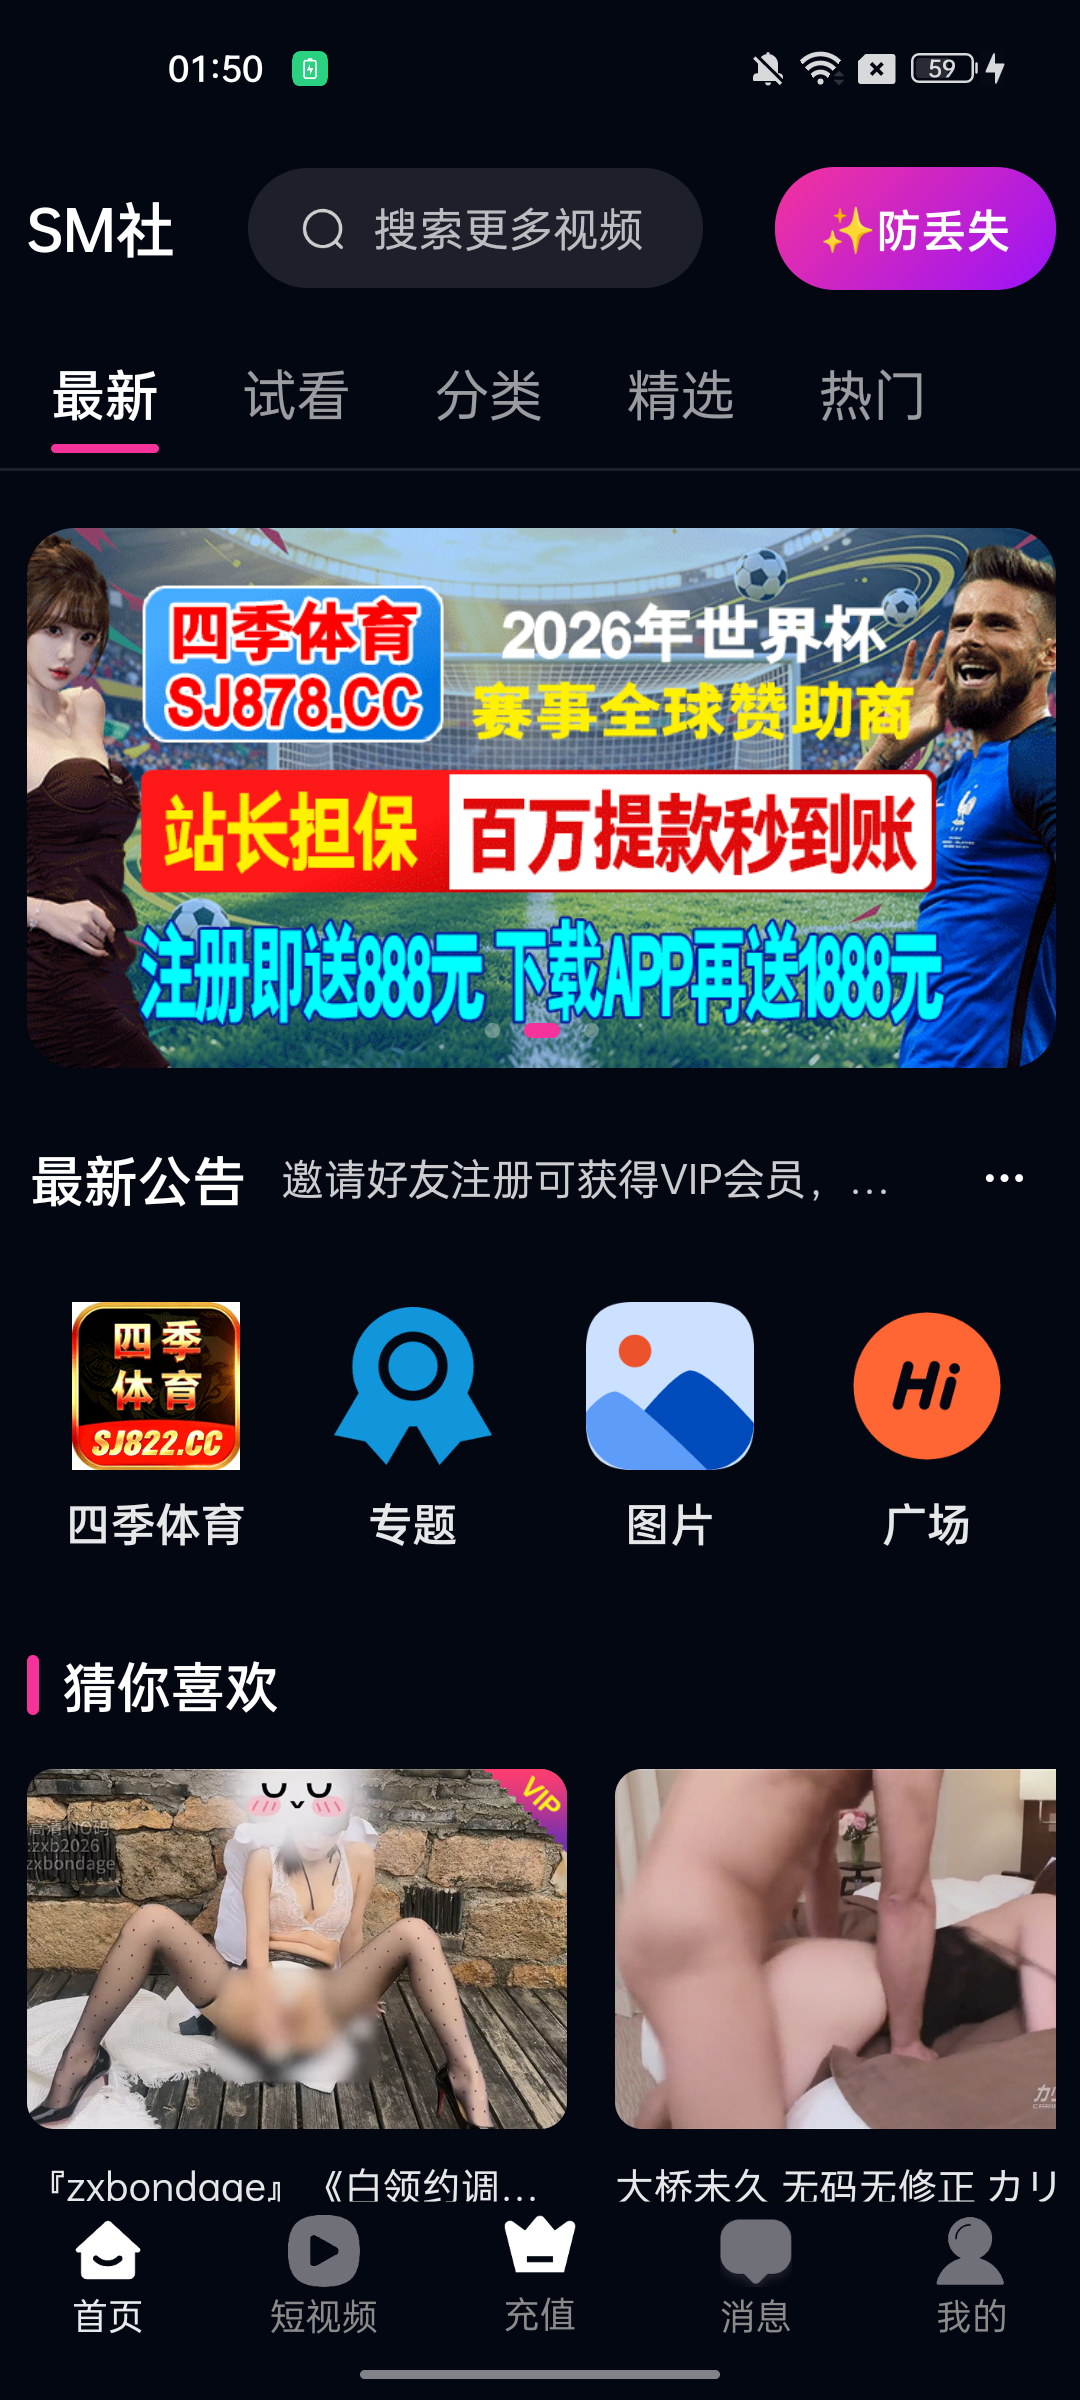 01:50
59
SM社
搜索更多视频
✨防丢失
最新
试看
分类
精选
热门
四季体育
SJ878.CC
2026年世界杯
赛事全球赞助商
站长担保
百万提款秒到账
注册即送888元 下载APP再送1888元
最新公告
邀请好友注册可获得VIP会员，...
四季
体育
SJ822.CC
Hi
四季体育
专题
图片
广场
猜你喜欢
VIP
高清NO码
:zxb2026
zxbondage
『zxbondage』 《白领约调...
大桥未久 无码无修正 カリ
首页
短视频
充值
消息
我的